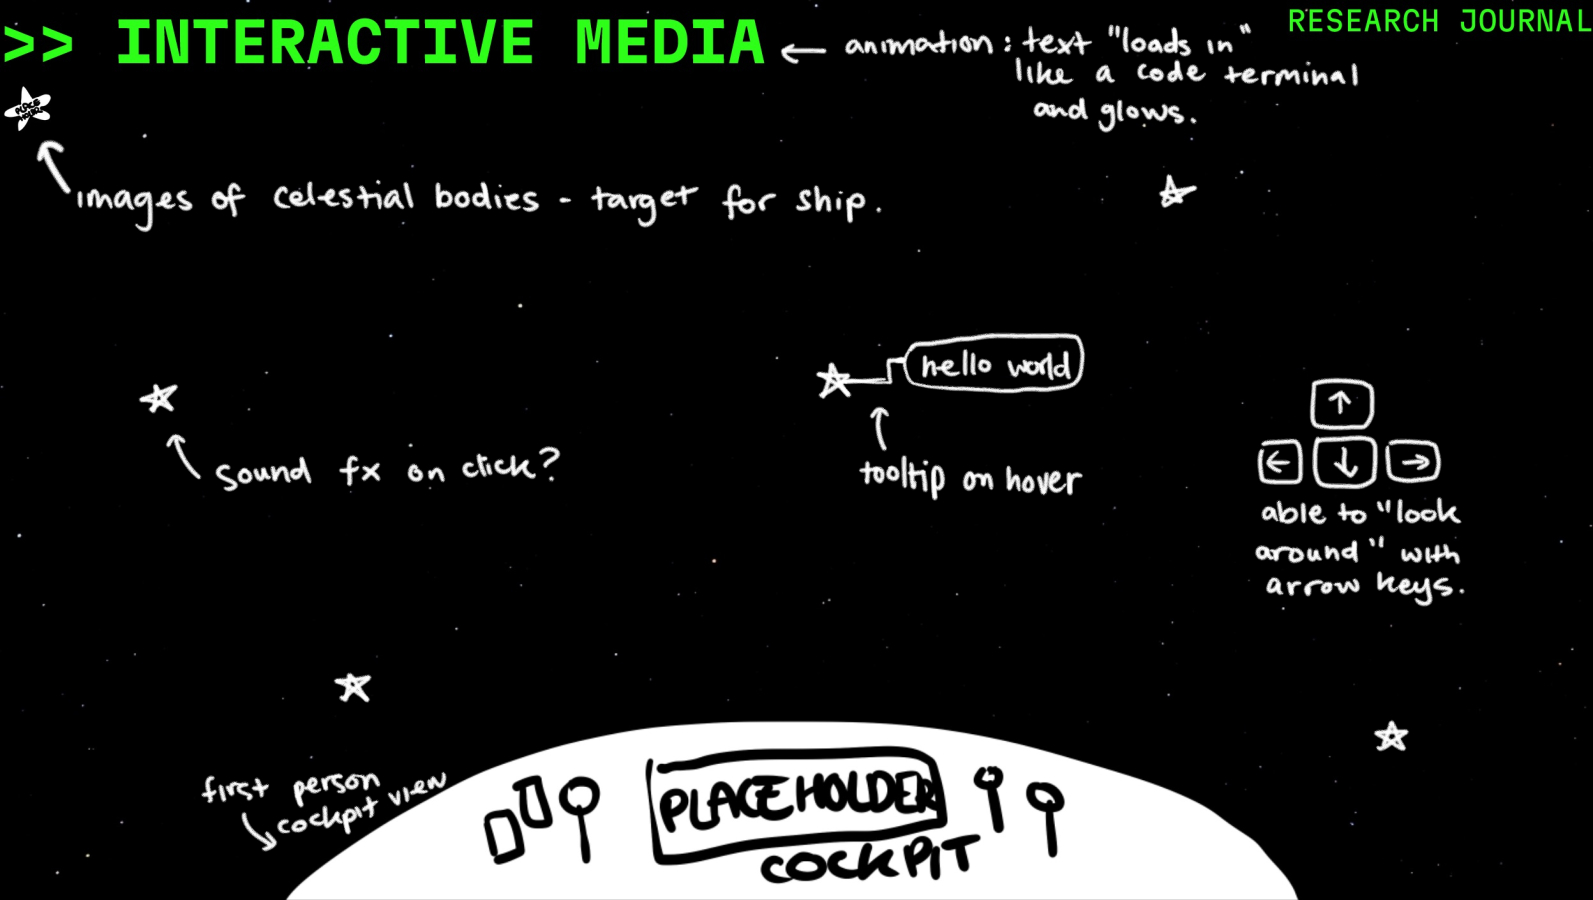 >> INTERACTIVE MEDIA
RESEARCH JOURNAL
animation: text "loads in"
like a code terminal
and glows.
images of celestial bodies - target for ship.
hello world
sound fx on click?
tooltip on hover
↑
← ↓ →
able to "look
around" with
arrow keys.
first person
cockpit view
PLACEHOLDER
COCKPIT